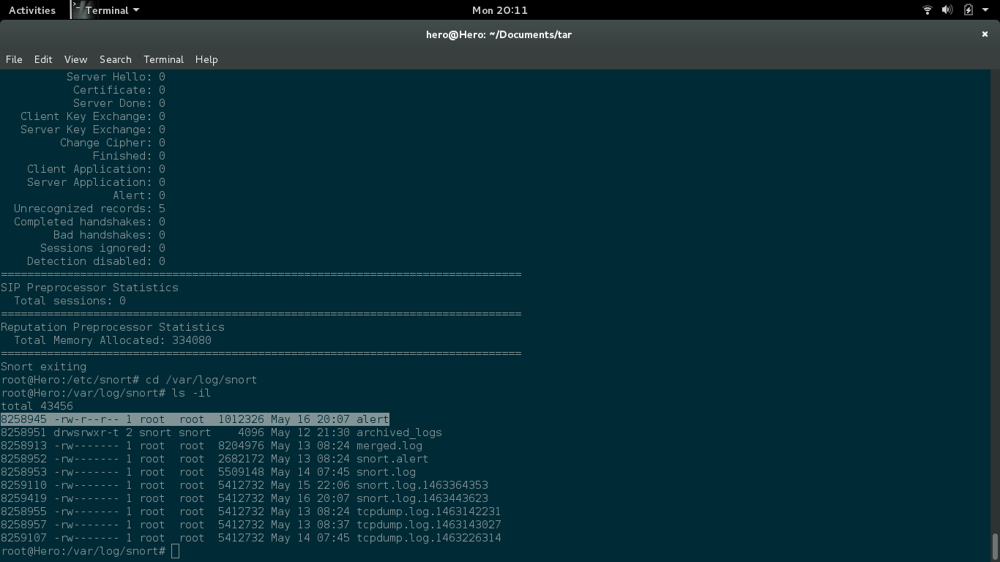 Activities Terminal Mon 20:11
hero@Hero: ~/Documents/tar
File Edit View Search Terminal Help
Server Hello: 0
Certificate: 0
Server Done: 0
Client Key Exchange: 0
Server Key Exchange: 0
Change Cipher: 0
Finished: 0
Client Application: 0
Server Application: 0
Alert: 0
Unrecognized records: 5
Completed handshakes: 0
Bad handshakes: 0
Sessions ignored: 0
Detection disabled: 0
===============================================================================
SIP Preprocessor Statistics
Total sessions: 0
===============================================================================
Reputation Preprocessor Statistics
Total Memory Allocated: 334080
===============================================================================
Snort exiting
root@Hero:/etc/snort# cd /var/log/snort
root@Hero:/var/log/snort# ls -il
total 43456
8258945 -rw-r--r-- 1 root  root  1012326 May 16 20:07 alert
8258951 drwsrwxr-t 2 snort snort    4096 May 12 21:30 archived_logs
8258913 -rw------- 1 root  root  8204976 May 13 08:24 merged.log
8258952 -rw------- 1 root  root  2682172 May 13 08:24 snort.alert
8258953 -rw------- 1 root  root  5509148 May 14 07:45 snort.log
8259110 -rw------- 1 root  root  5412732 May 15 22:06 snort.log.1463364353
8259419 -rw------- 1 root  root  5412732 May 16 20:07 snort.log.1463443623
8258955 -rw------- 1 root  root  5412732 May 13 08:24 tcpdump.log.1463142231
8258957 -rw------- 1 root  root  5412732 May 13 08:37 tcpdump.log.1463143027
8259107 -rw------- 1 root  root  5412732 May 14 07:45 tcpdump.log.1463226314
root@Hero:/var/log/snort#